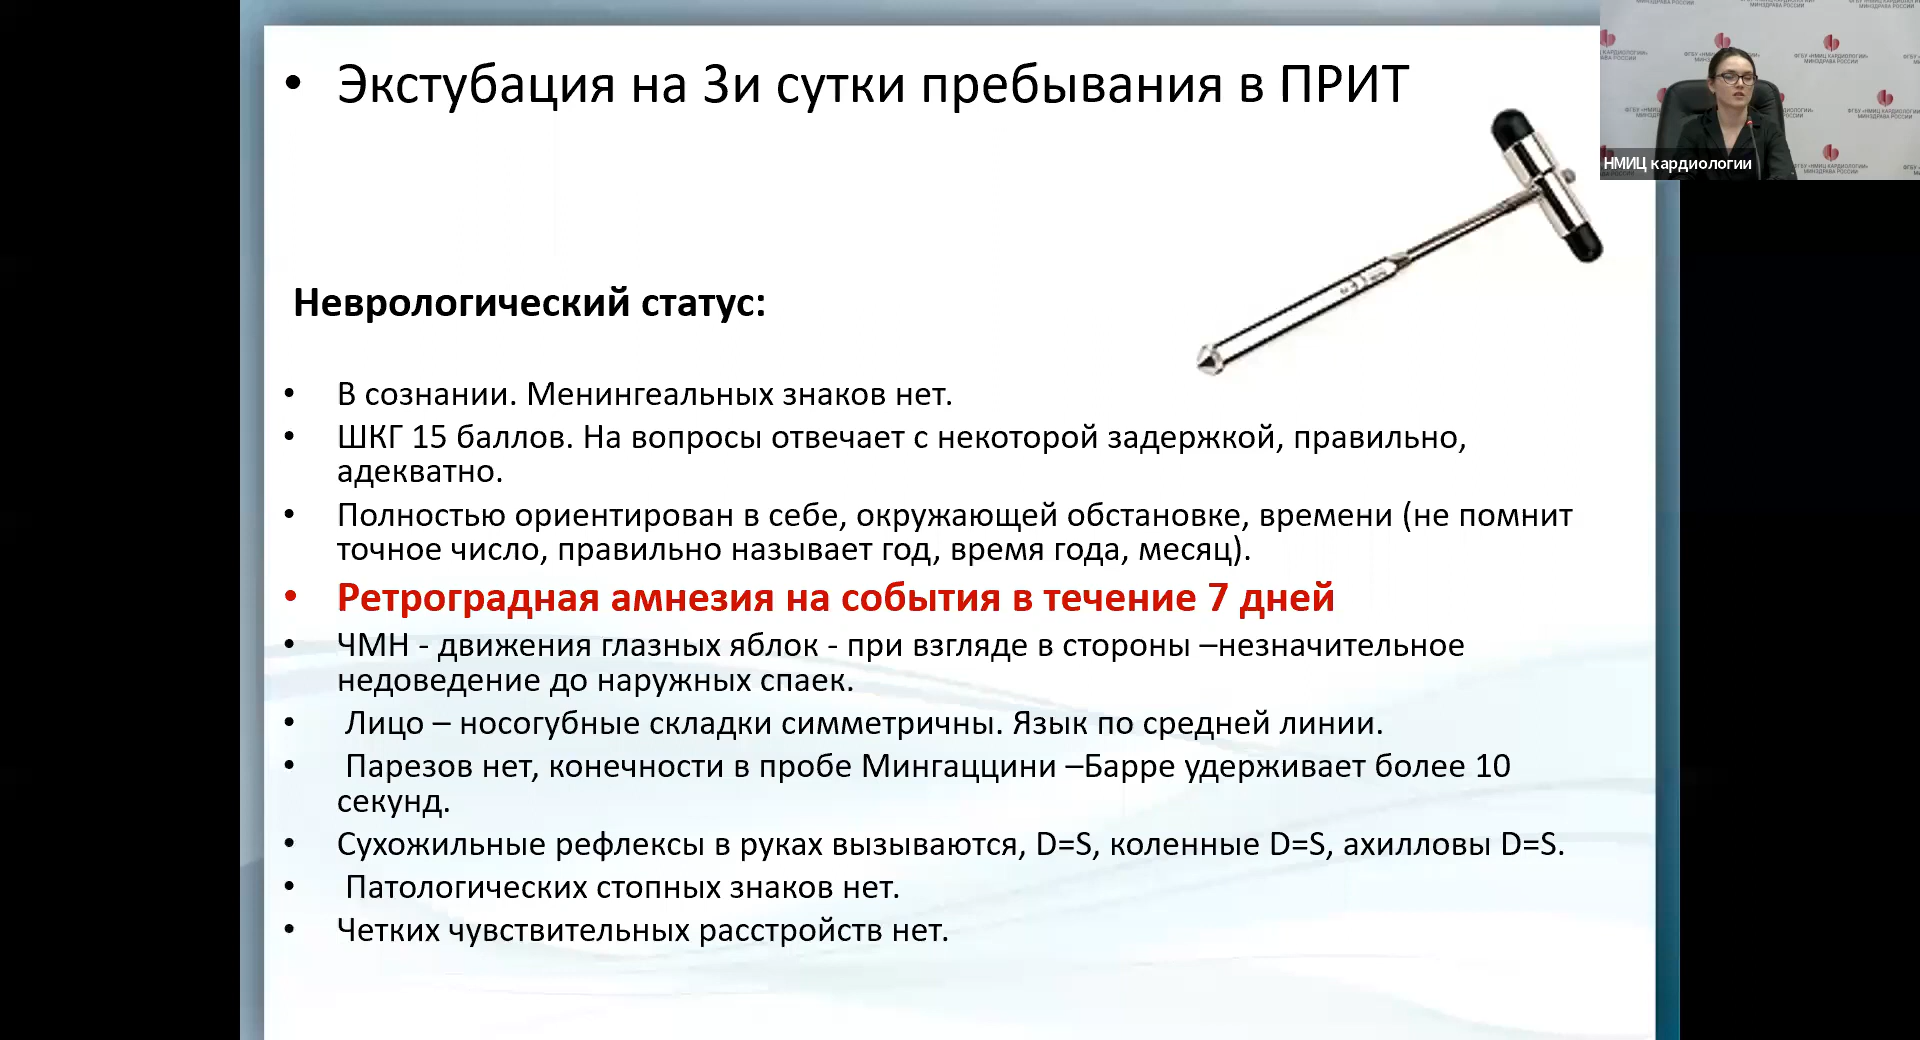 Экстубация на 3и сутки пребывания в ПРИТ
НМИЦ кардиологии
Неврологический статус:
В сознании. Менингеальных знаков нет.
ШКГ 15 баллов. На вопросы отвечает с некоторой задержкой, правильно,
адекватно.
Полностью ориентирован в себе, окружающей обстановке, времени (не помнит
точное число, правильно называет год, время года, месяц).
Ретроградная амнезия на события в течение 7 дней
ЧМН - движения глазных яблок - при взгляде в стороны –незначительное
недоведение до наружных спаек.
Лицо – носогубные складки симметричны. Язык по средней линии.
Парезов нет, конечности в пробе Мингаццини –Барре удерживает более 10
секунд.
Сухожильные рефлексы в руках вызываются, D=S, коленные D=S, ахилловы D=S.
Патологических стопных знаков нет.
Четких чувствительных расстройств нет.